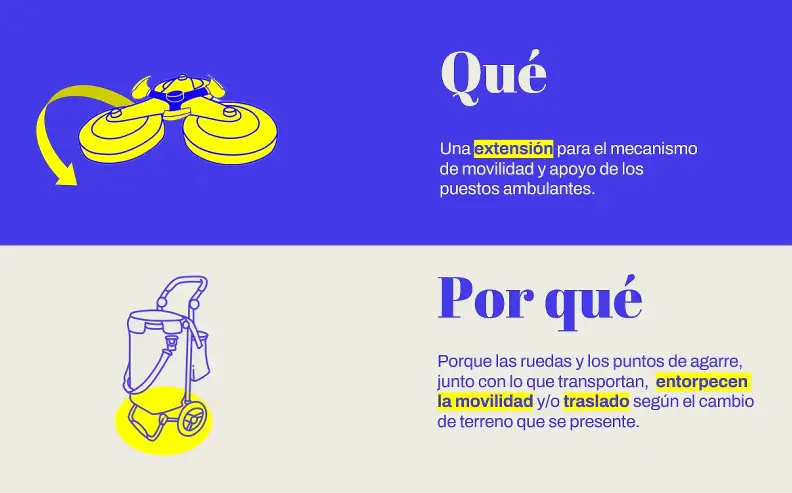 Qué
Una extensión para el mecanismo
de movilidad y apoyo de los
puestos ambulantes.
Por qué
Porque las ruedas y los puntos de agarre,
junto con lo que transportan, entorpecen
la movilidad y/o traslado según el cambio
de terreno que se presente.